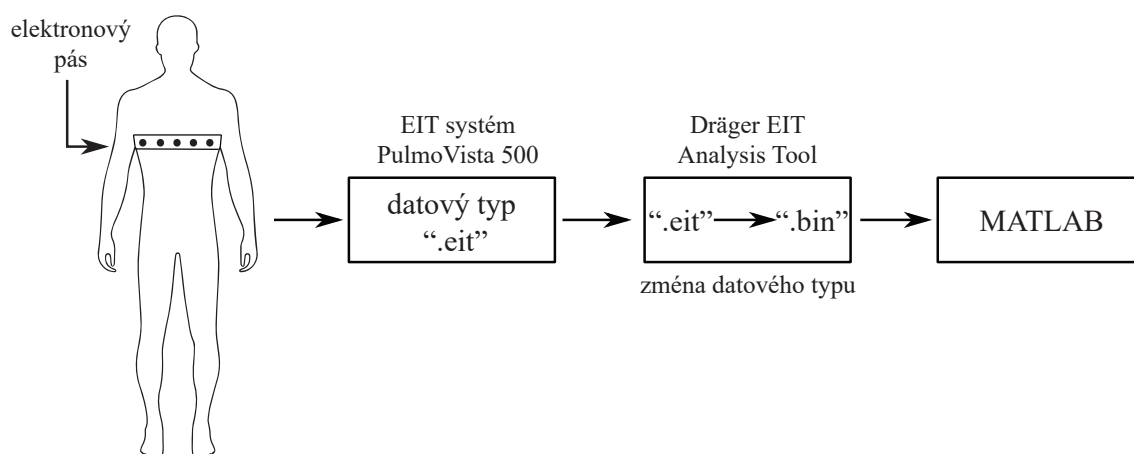 elektronový
pás
EIT systém
PulmoVista 500
datový typ
“.eit”
Dräger EIT
Analysis Tool
“.eit” “.bin”
změna datového typu
MATLAB